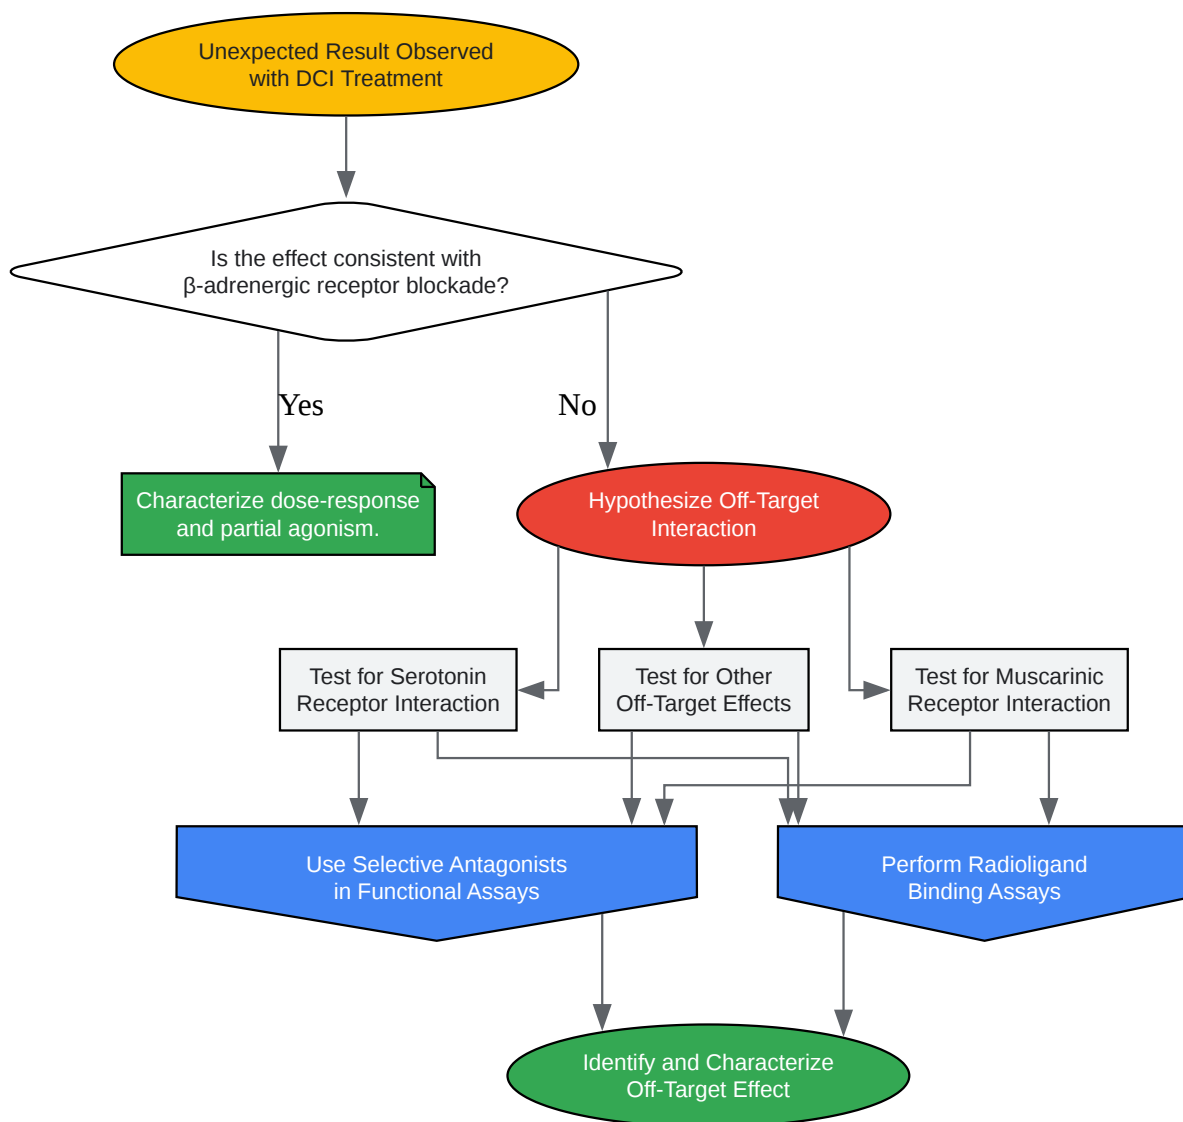 Unexpected Result Observed
with DCI Treatment
Is the effect consistent with
β-adrenergic receptor blockade?
Yes
No
Characterize dose-response
and partial agonism.
Hypothesize Off-Target
Interaction
Test for Serotonin
Receptor Interaction
Test for Other
Off-Target Effects
Test for Muscarinic
Receptor Interaction
Use Selective Antagonists
in Functional Assays
Perform Radioligand
Binding Assays
Identify and Characterize
Off-Target Effect